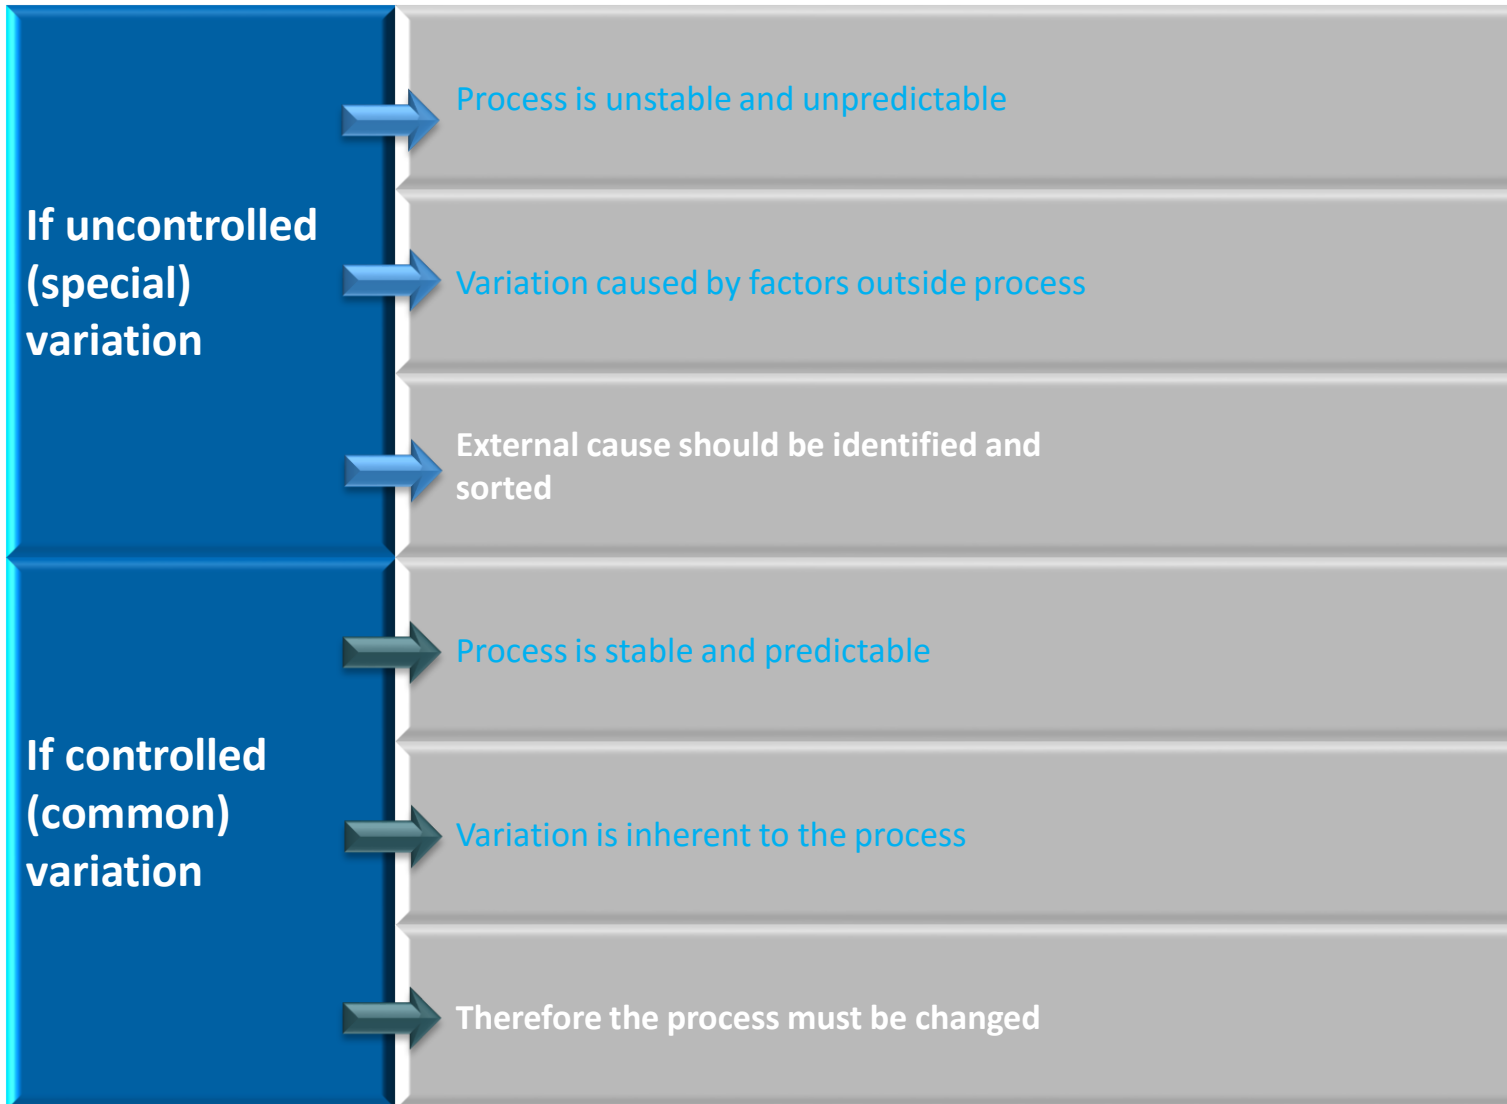 If uncontrolled
(special)
variation
Process is unstable and unpredictable
Variation caused by factors outside process
External cause should be identified and
sorted
If controlled
(common)
variation
Process is stable and predictable
Variation is inherent to the process
Therefore the process must be changed